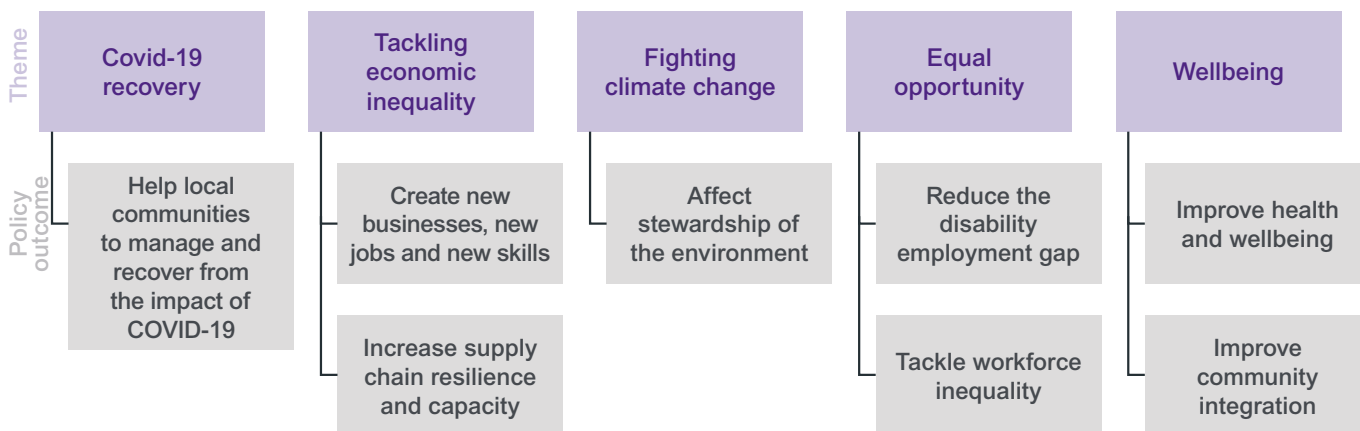 Theme
Covid-19
recovery
Tackling
economic
inequality
Fighting
climate change
Equal
opportunity
Wellbeing
Policy
outcome
Help local
communities
to manage and
recover from
the impact of
COVID-19
Create new
businesses, new
jobs and new skills
Increase supply
chain resilience
and capacity
Affect
stewardship of
the environment
Reduce the
disability
employment gap
Tackle workforce
inequality
Improve health
and wellbeing
Improve
community
integration